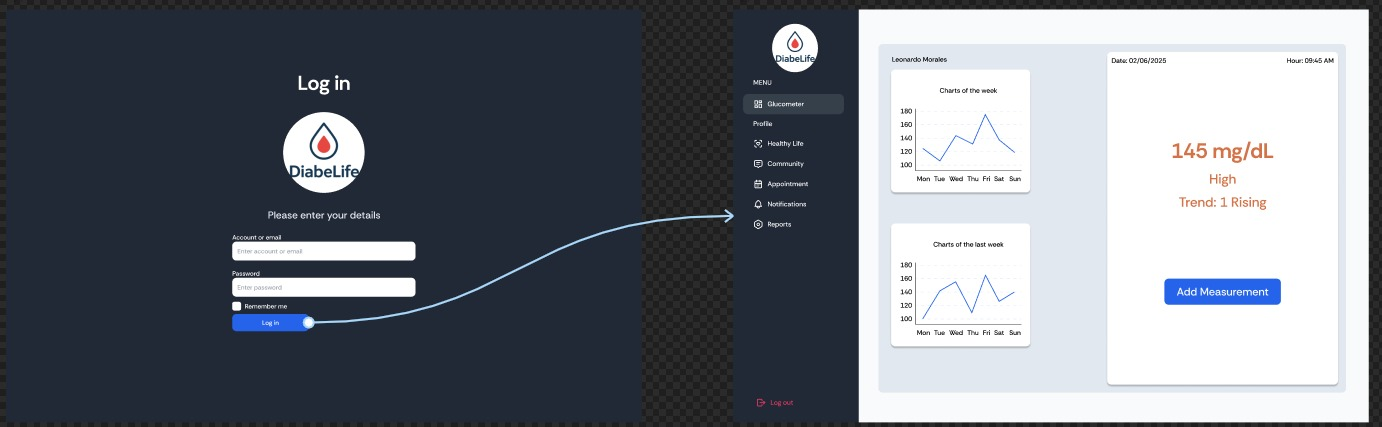 Log in
DiabeLife
Please enter your details
Account or email
Enter account or email
Password
Enter password
Remember me
Log in
DiabeLife
MENU
Glucometer
Profile
Healthy Life
Community
Appointment
Notifications
Reports
Log out
Leonardo Morales
Charts of the week
180
160
140
120
100
Mon Tue Wed Thu Fri Sat Sun
Charts of the last week
180
160
140
120
100
Mon Tue Wed Thu Fri Sat Sun
Date: 02/06/2025 Hour: 09:45 AM
145 mg/dL
High
Trend: 1 Rising
Add Measurement